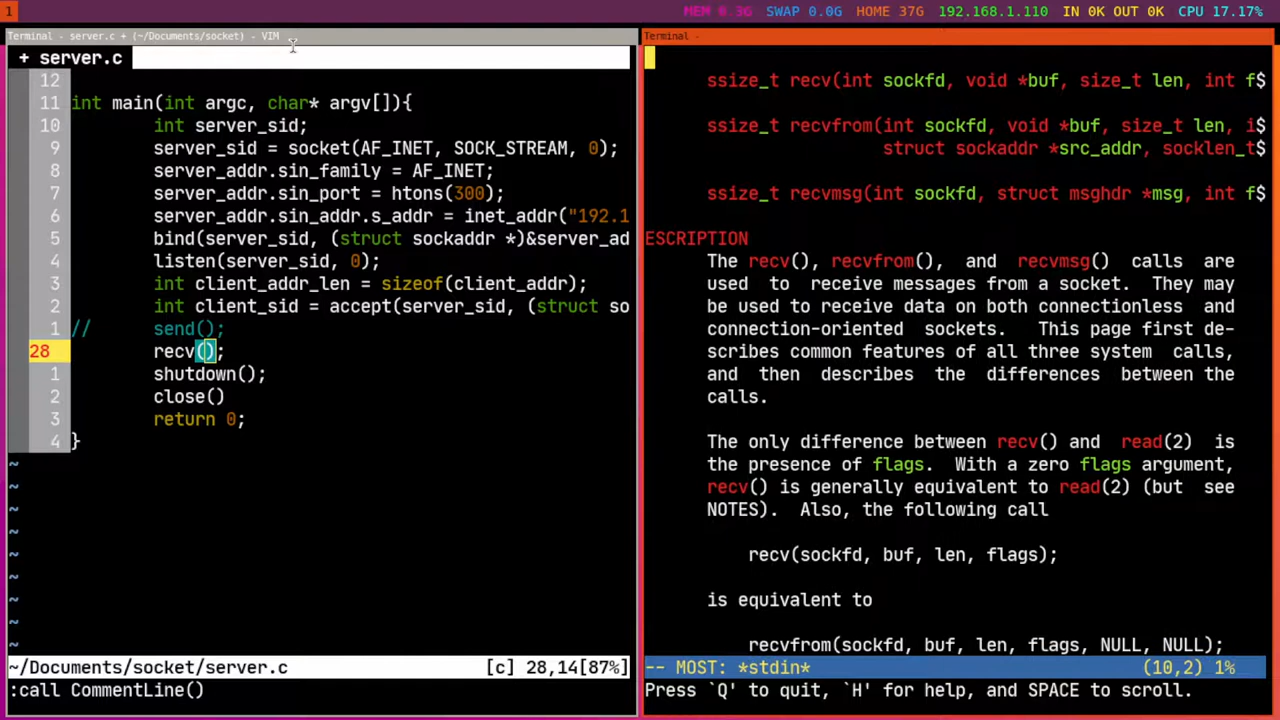 1
MEM 6.3G SWAP 0.0G HOME 37G 192.168.1.110 IN 0K OUT 0K CPU 17.17%
Terminal - server.c + (~/Documents/socket) - VIM
+ server.c
12
11 int main(int argc, char* argv[]){
10 int server_sid;
9 server_sid = socket(AF_INET, SOCK_STREAM, 0);
8 server_addr.sin_family = AF_INET;
7 server_addr.sin_port = htons(300);
6 server_addr.sin_addr.s_addr = inet_addr("192.1
5 bind(server_sid, (struct sockaddr *)&server_ad
4 listen(server_sid, 0);
3 int client_addr_len = sizeof(client_addr);
2 int client_sid = accept(server_sid, (struct so
1 // send();
28 recv();
1 shutdown();
2 close()
3 return 0;
4 }
~
~
~
~
~
~
~
~
~
~/Documents/socket/server.c [c] 28,14[87%]
:call CommentLine()
Terminal -
ssize_t recv(int sockfd, void *buf, size_t len, int f$
ssize_t recvfrom(int sockfd, void *buf, size_t len, i$
struct sockaddr *src_addr, socklen_t$
ssize_t recvmsg(int sockfd, struct msghdr *msg, int f$
ESCRIPTION
The recv(), recvfrom(), and recvmsg() calls are
used to receive messages from a socket. They may
be used to receive data on both connectionless and
connection-oriented sockets. This page first de-
scribes common features of all three system calls,
and then describes the differences between the
calls.
The only difference between recv() and read(2) is
the presence of flags. With a zero flags argument,
recv() is generally equivalent to read(2) (but see
NOTES). Also, the following call
recv(sockfd, buf, len, flags);
is equivalent to
recvfrom(sockfd, buf, len, flags, NULL, NULL);
-- MOST: *stdin* (10,2) 1%
Press `Q' to quit, `H' for help, and SPACE to scroll.